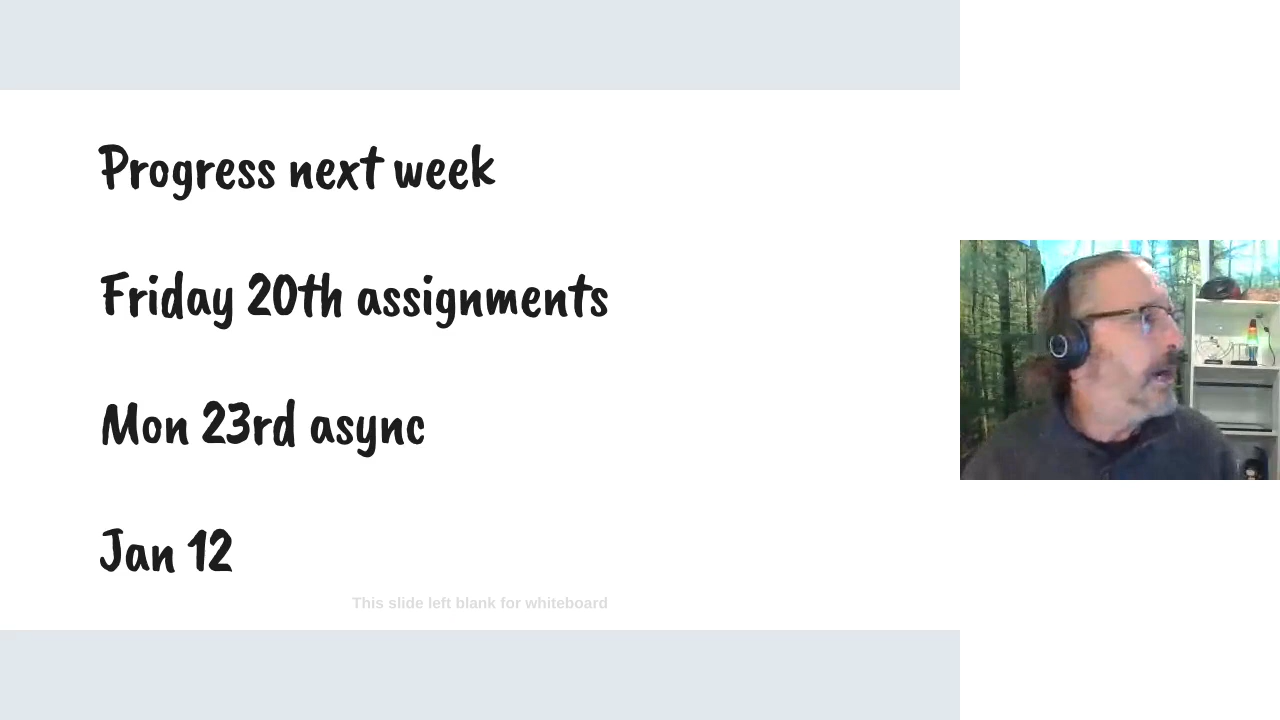 Progress next week
Friday 20th assignments
Mon 23rd async
Jan 12
This slide left blank for whiteboard